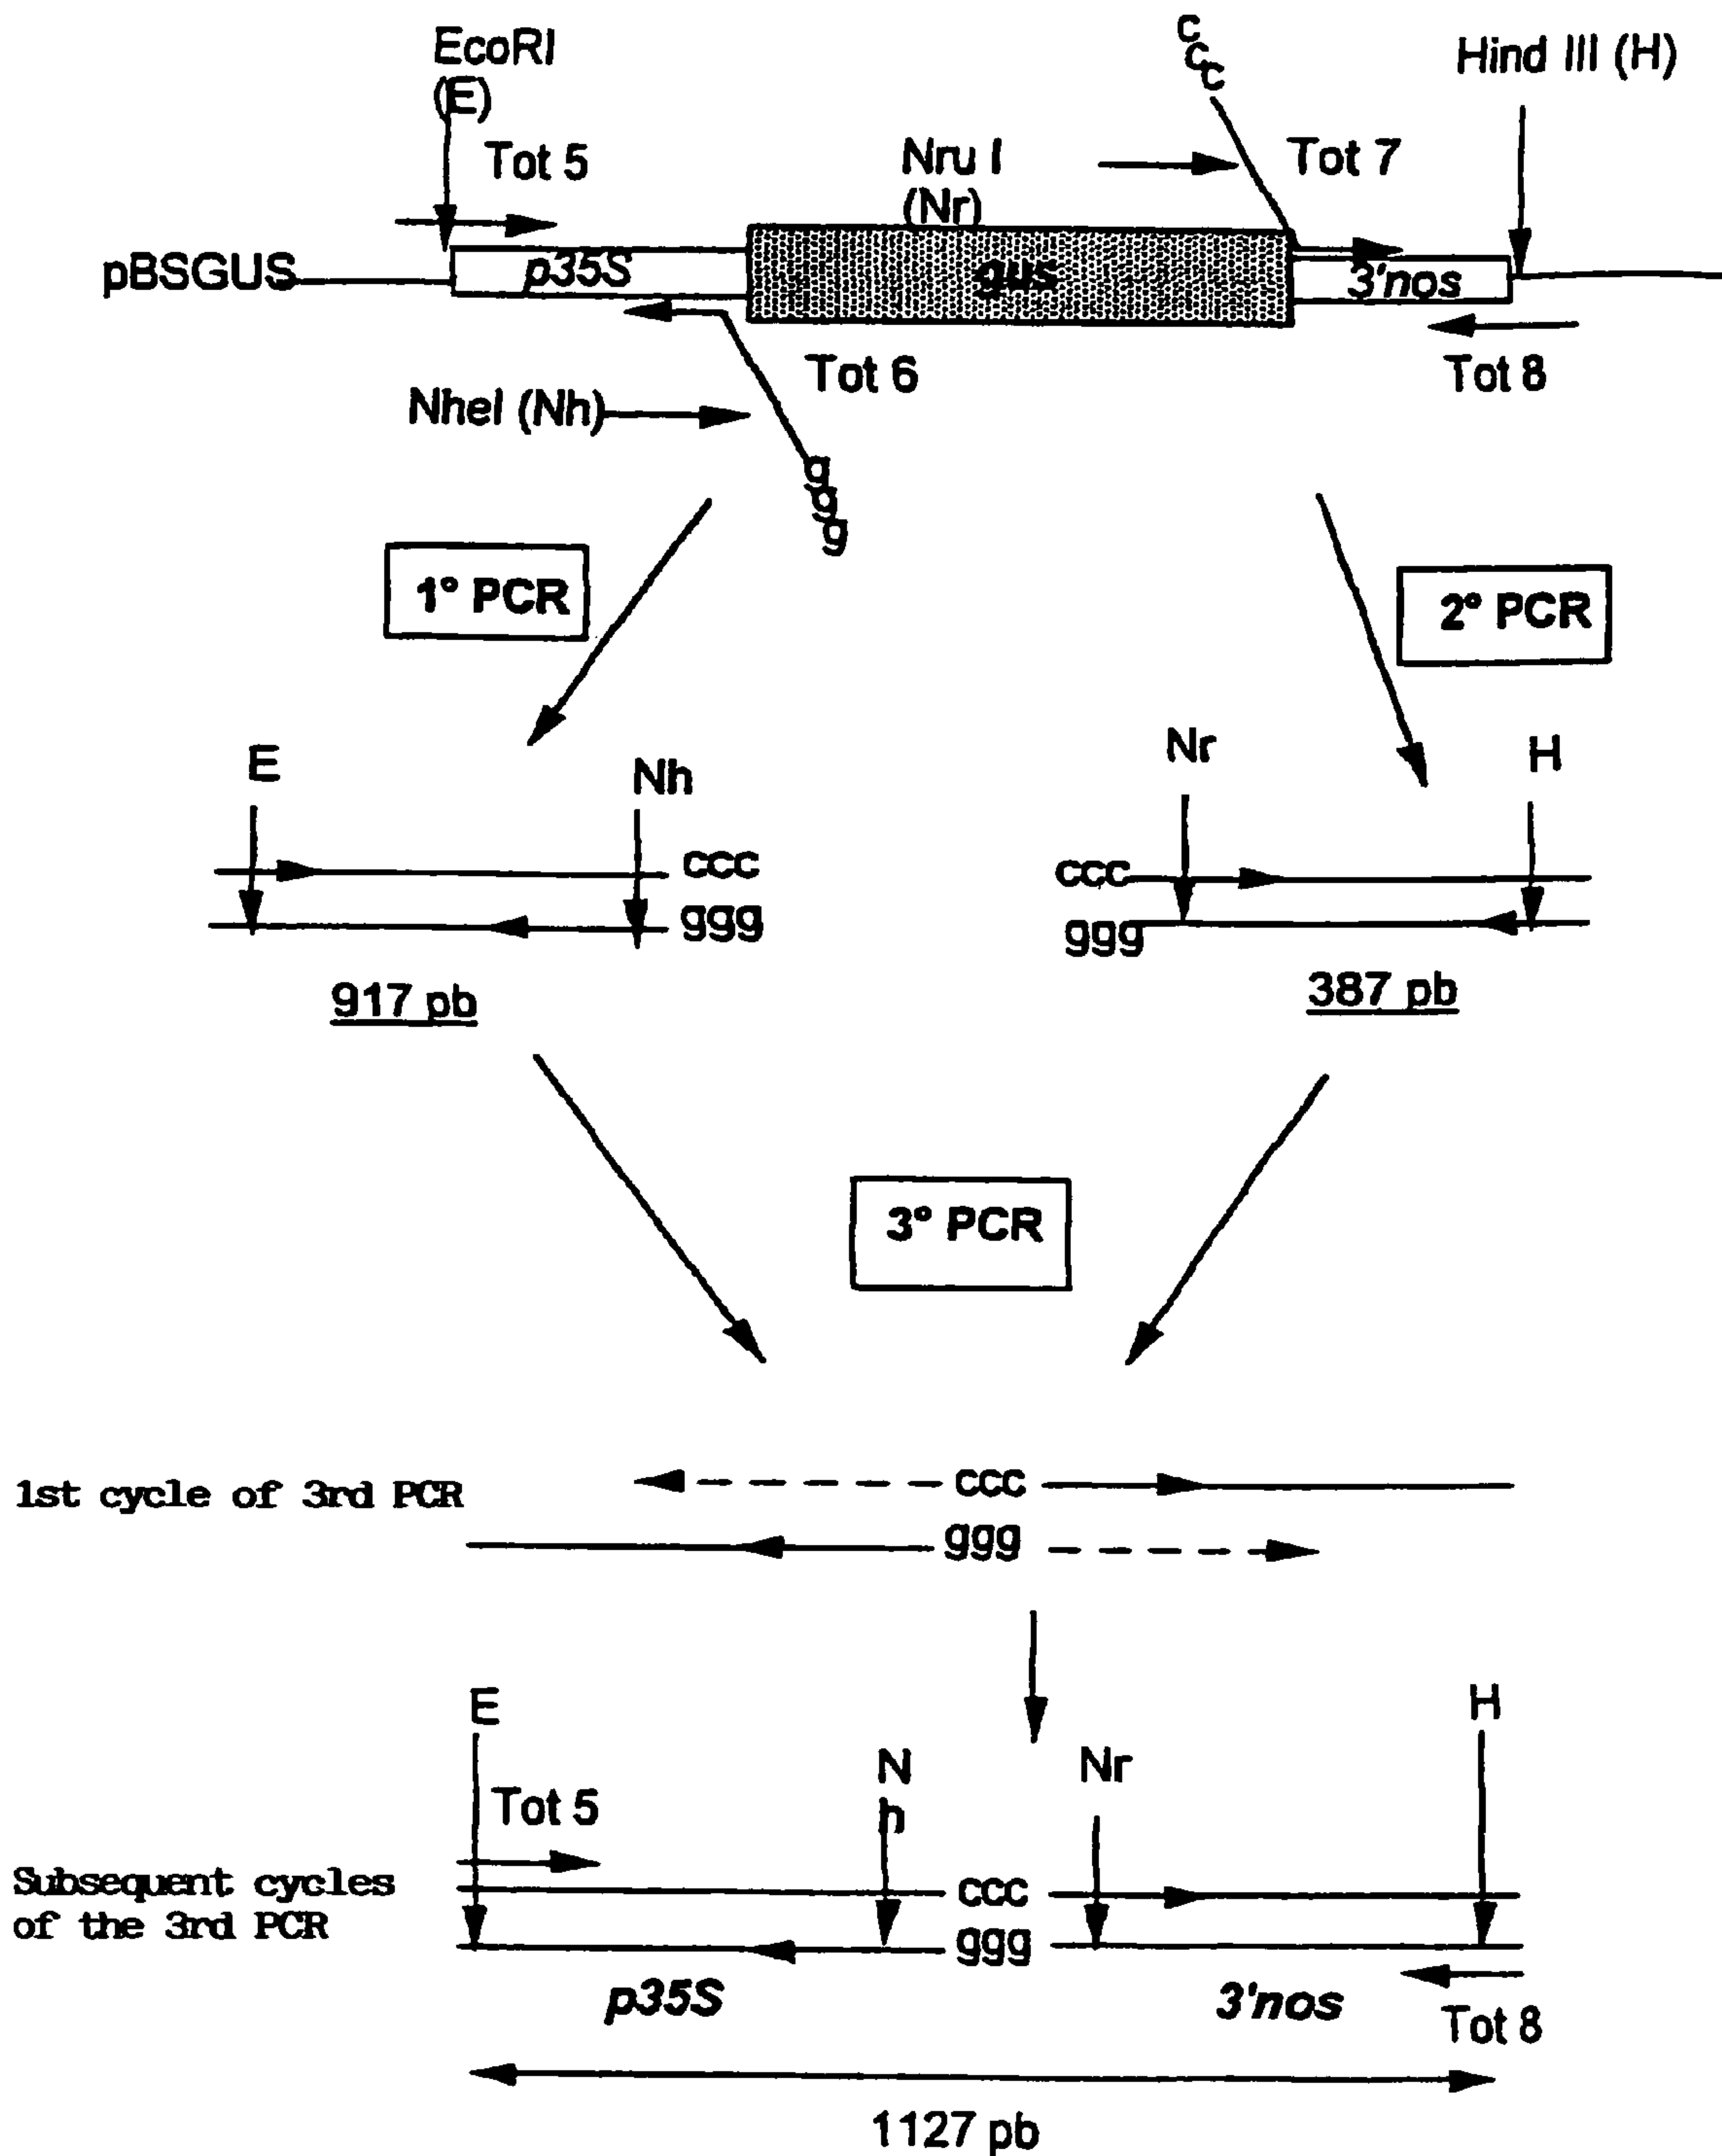 EcoRI
(E)
Tot 5
Nru I
(Nr)
c
c
c
Tot 7
Hind III (H)
pBSGUS
p35S
gus
3'nos
Tot 6
Tot 8
NheI (Nh)
g
g
g
1° PCR
2° PCR
E
Nh
Nr
H
ccc
ggg
ccc
ggg
917 pb
387 pb
3° PCR
1st cycle of 3rd PCR
ccc
ggg
E
N
h
Nr
H
Tot 5
Subsequent cycles
of the 3rd PCR
ccc
ggg
p35S
3'nos
Tot 8
1127 pb